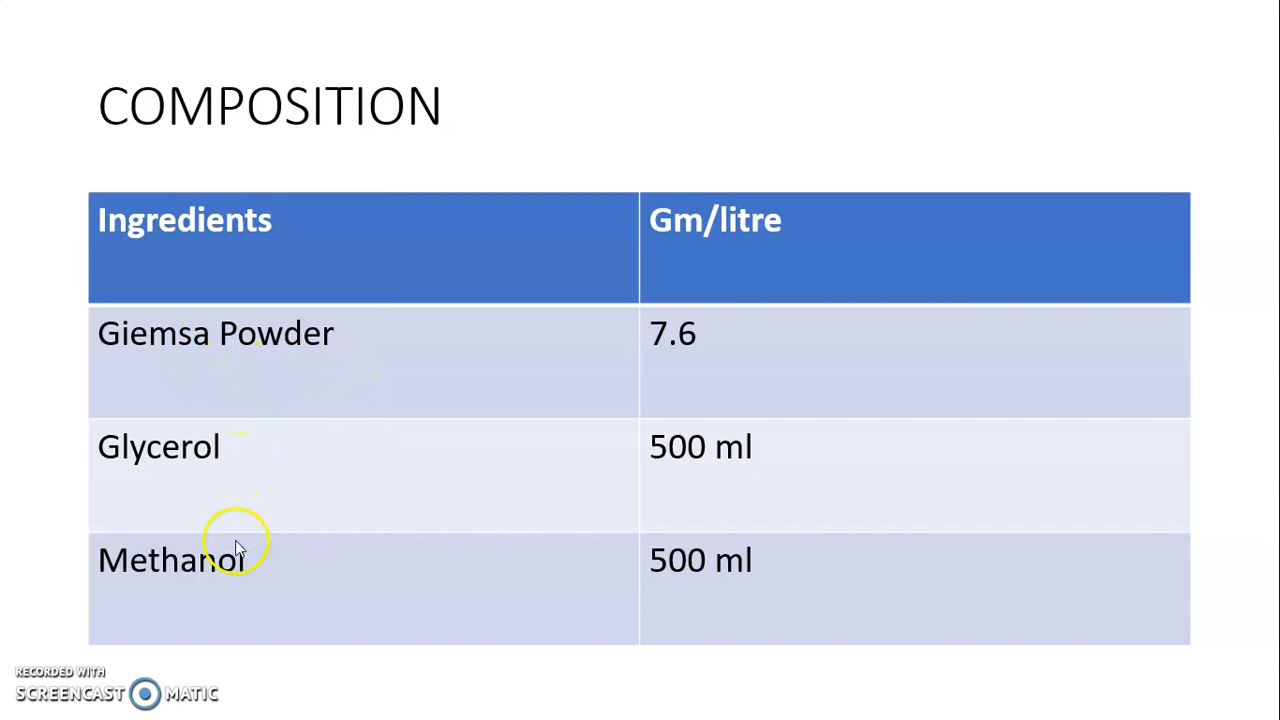 COMPOSITION
Ingredients Gm/litre
Giemsa Powder 7.6
Glycerol 500 ml
Methanol 500 ml
RECORDED WITH
SCREENCAST MATIC